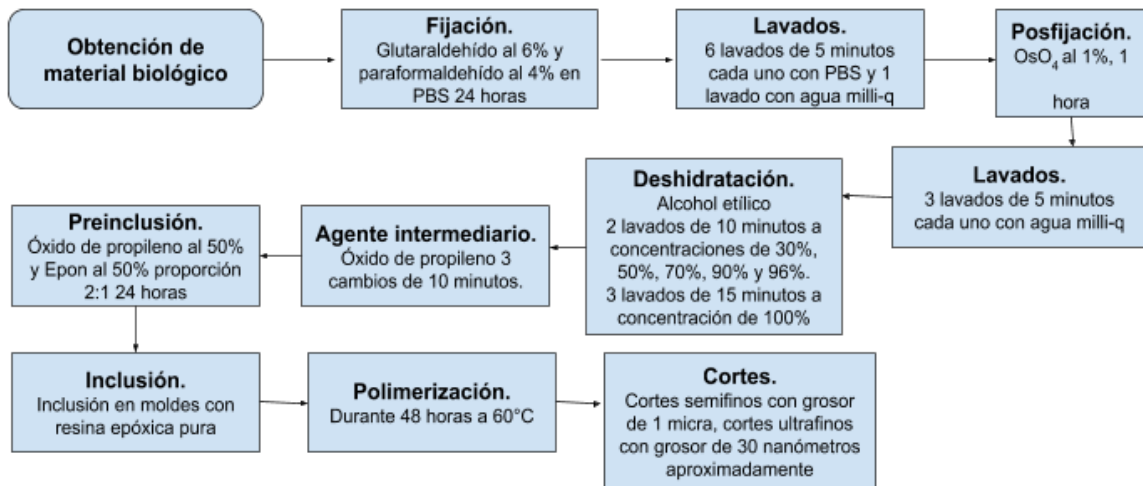 Obtención de
material biológico
Fijación.
Glutaraldehído al 6% y
paraformaldehído al 4% en
PBS 24 horas
Lavados.
6 lavados de 5 minutos
cada uno con PBS y 1
lavado con agua milli-q
Posfijación.
OsO₄ al 1%, 1
hora
Lavados.
3 lavados de 5 minutos
cada uno con agua milli-q
Deshidratación.
Alcohol etílico
2 lavados de 10 minutos a
concentraciones de 30%,
50%, 70%, 90% y 96%.
3 lavados de 15 minutos a
concentración de 100%
Agente intermediario.
Óxido de propileno 3
cambios de 10 minutos.
Preinclusión.
Óxido de propileno al 50%
y Epon al 50% proporción
2:1 24 horas
Inclusión.
Inclusión en moldes con
resina epóxica pura
Polimerización.
Durante 48 horas a 60°C
Cortes.
Cortes semifinos con grosor
de 1 micra, cortes ultrafinos
con grosor de 30 nanómetros
aproximadamente